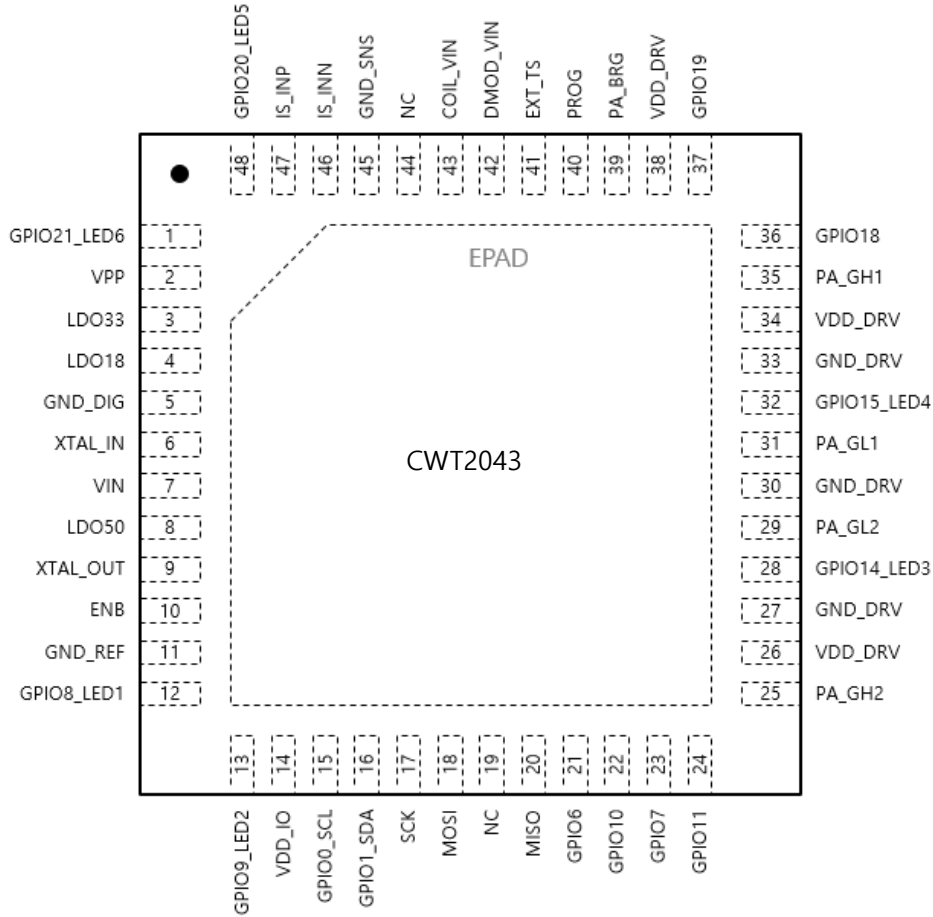 GPIO20_LED5
IS_INP
IS_INN
GND_SNS
NC
COIL_VIN
DMOD_VIN
EXT_TS
PROG
PA_BRG
VDD_DRV
GPIO19
48
47
46
45
44
43
42
41
40
39
38
37
GPIO21_LED6 1
VPP 2
LDO33 3
LDO18 4
GND_DIG 5
XTAL_IN 6
VIN 7
LDO50 8
XTAL_OUT 9
ENB 10
GND_REF 11
GPIO8_LED1 12
EPAD
CWT2043
36 GPIO18
35 PA_GH1
34 VDD_DRV
33 GND_DRV
32 GPIO15_LED4
31 PA_GL1
30 GND_DRV
29 PA_GL2
28 GPIO14_LED3
27 GND_DRV
26 VDD_DRV
25 PA_GH2
13
14
15
16
17
18
19
20
21
22
23
24
GPIO9_LED2
VDD_IO
GPIO0_SCL
GPIO1_SDA
SCK
MOSI
NC
MISO
GPIO6
GPIO10
GPIO7
GPIO11